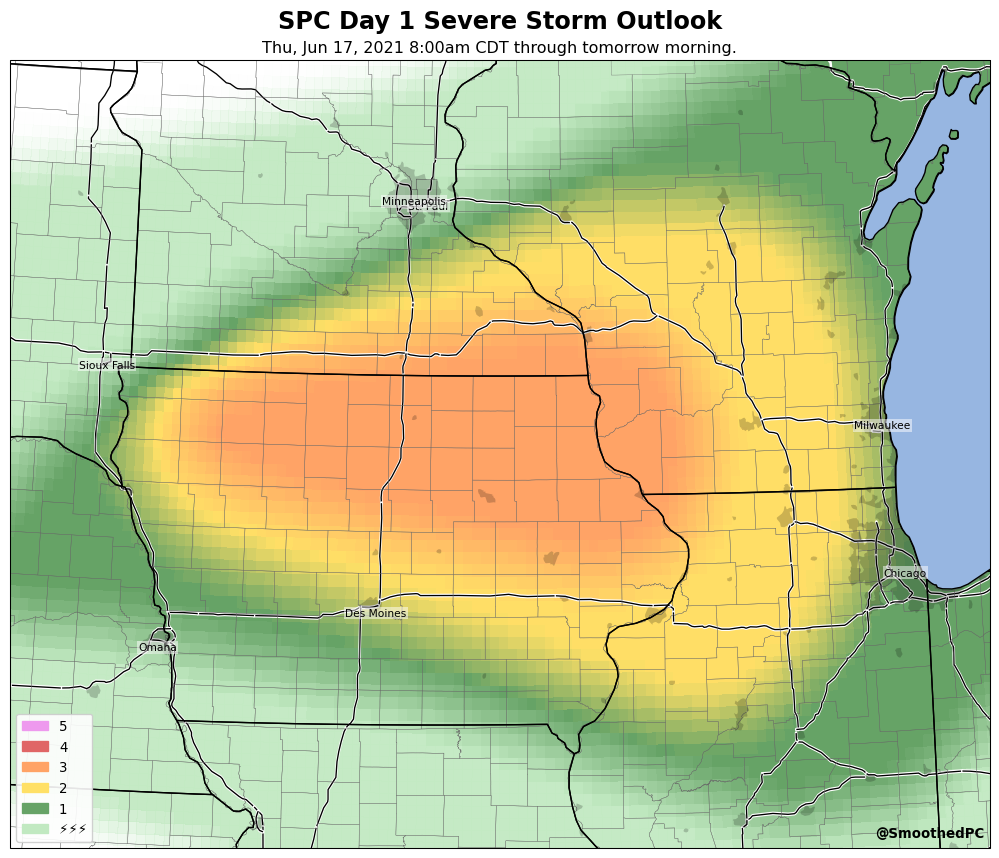 SPC Day 1 Severe Storm Outlook
Thu, Jun 17, 2021 8:00am CDT through tomorrow morning.
Minneapolis
St. Paul
Sioux Falls
Milwaukee
Chicago
Des Moines
Omaha
5
4
3
2
1
⚡⚡⚡
@SmoothedPC